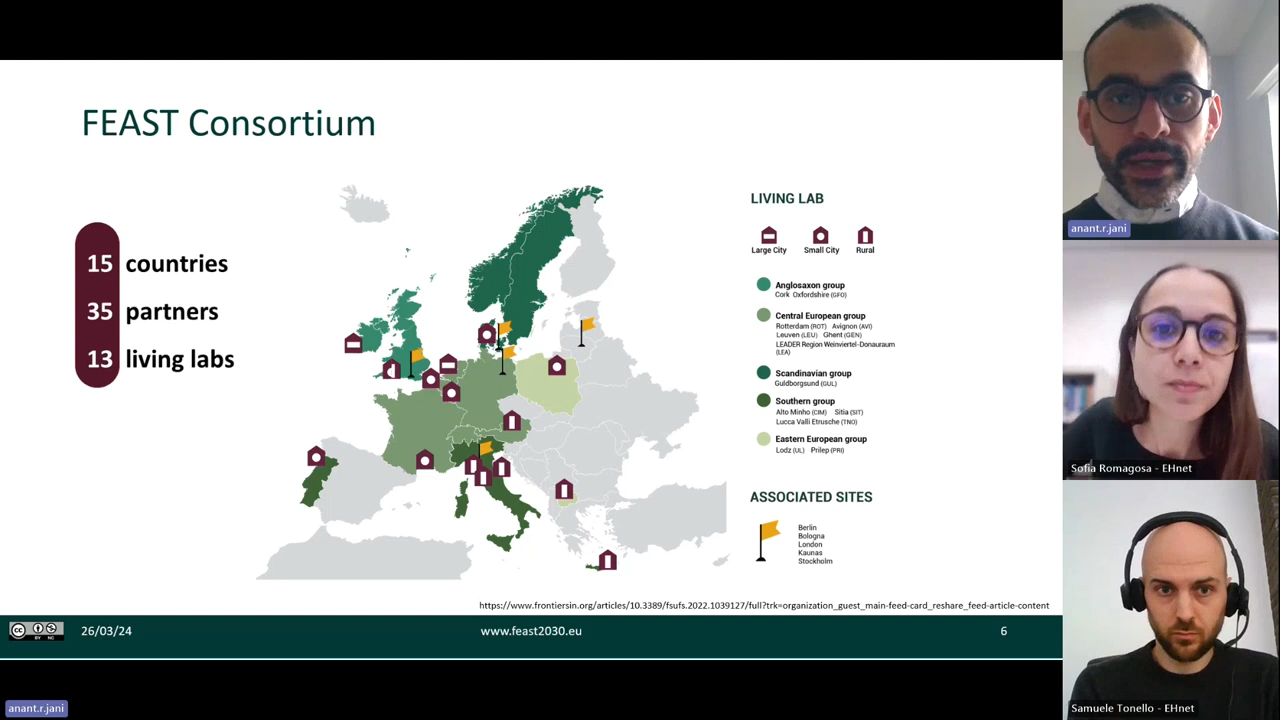 FEAST Consortium
15 countries
35 partners
13 living labs
LIVING LAB
Large City Small City Rural
Anglosaxon group
Cork Oxfordshire (GFO)
Central European group
Rotterdam (ROT) Avignon (AVI)
Leuven (LEU) Ghent (GEN)
LEADER Region Weinviertel-Donauraum
(LEA)
Scandinavian group
Guldborgsund (GUL)
Southern group
Alto Minho (CIM) Sitia (SIT)
Lucca Valli Etrusche (TNO)
Eastern European group
Lodz (UL) Prilep (PRI)
ASSOCIATED SITES
Berlin
Bologna
London
Kaunas
Stockholm
https://www.frontiersin.org/articles/10.3389/fsufs.2022.1039127/full?trk=organization_guest_main-feed-card_reshare_feed-article-content
CC BY NC
26/03/24
www.feast2030.eu
6
anant.r.jani
anant.r.jani
Sofia Romagosa - EHnet
Samuele Tonello - EHnet